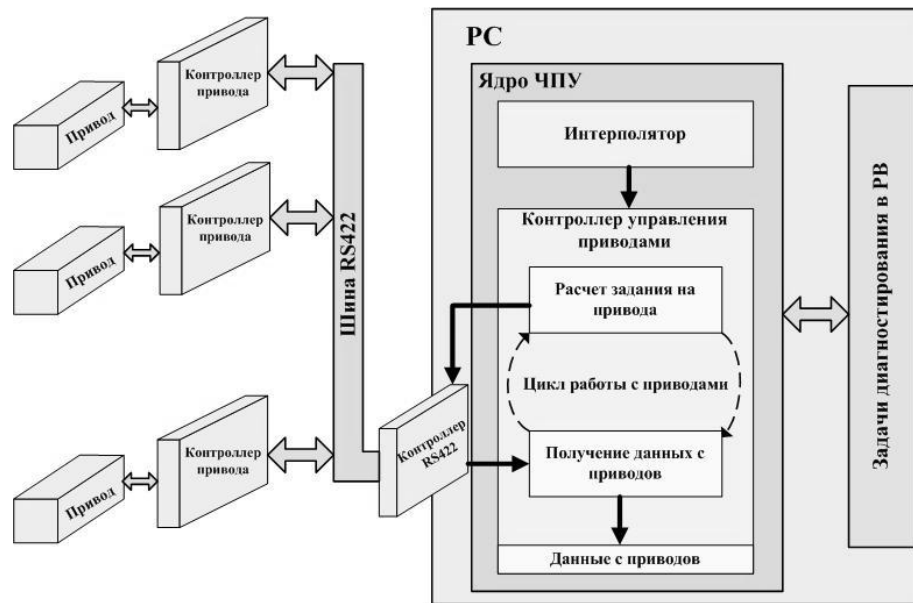 PC
Ядро ЧПУ
Интерполятор
Контроллер управления
приводами
Расчет задания на
привода
Цикл работы с приводами
Получение данных с
приводов
Данные с приводов
Задачи диагностирования в РВ
Контроллер
RS422
Шина RS422
Контроллер
привода
Привод
Контроллер
привода
Привод
Контроллер
привода
Привод